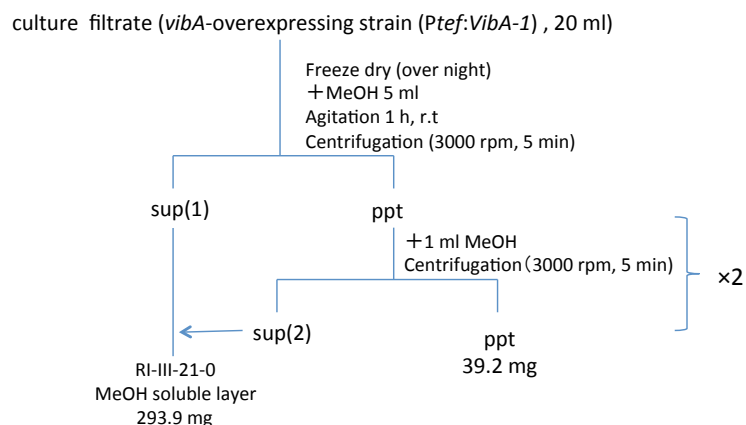 culture filtrate (vibA-overexpressing strain (Ptef:VibA-1) , 20 ml)
Freeze dry (over night)
＋MeOH 5 ml
Agitation 1 h, r.t
Centrifugation (3000 rpm, 5 min)
sup(1)
ppt
＋1 ml MeOH
Centrifugation（3000 rpm, 5 min)
×2
sup(2)
ppt
39.2 mg
RI-III-21-0
MeOH soluble layer
293.9 mg